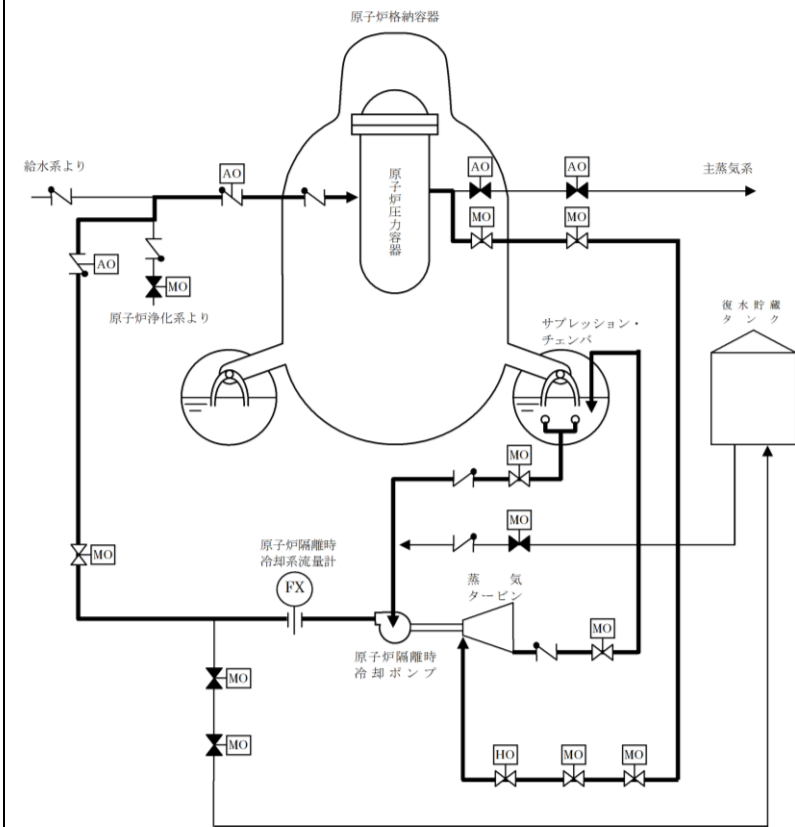 原子炉格納容器
給水系より
AO
AO
AO
主蒸気系
原子炉圧力容器
MO
MO
AO
MO
原子炉浄化系より
サプレッション・
チェンバ
復水貯蔵
タンク
MO
MO
MO
原子炉隔離時
冷却系流量計
FX
蒸気
タービン
MO
原子炉隔離時
冷却ポンプ
MO
MO
HO
MO
MO